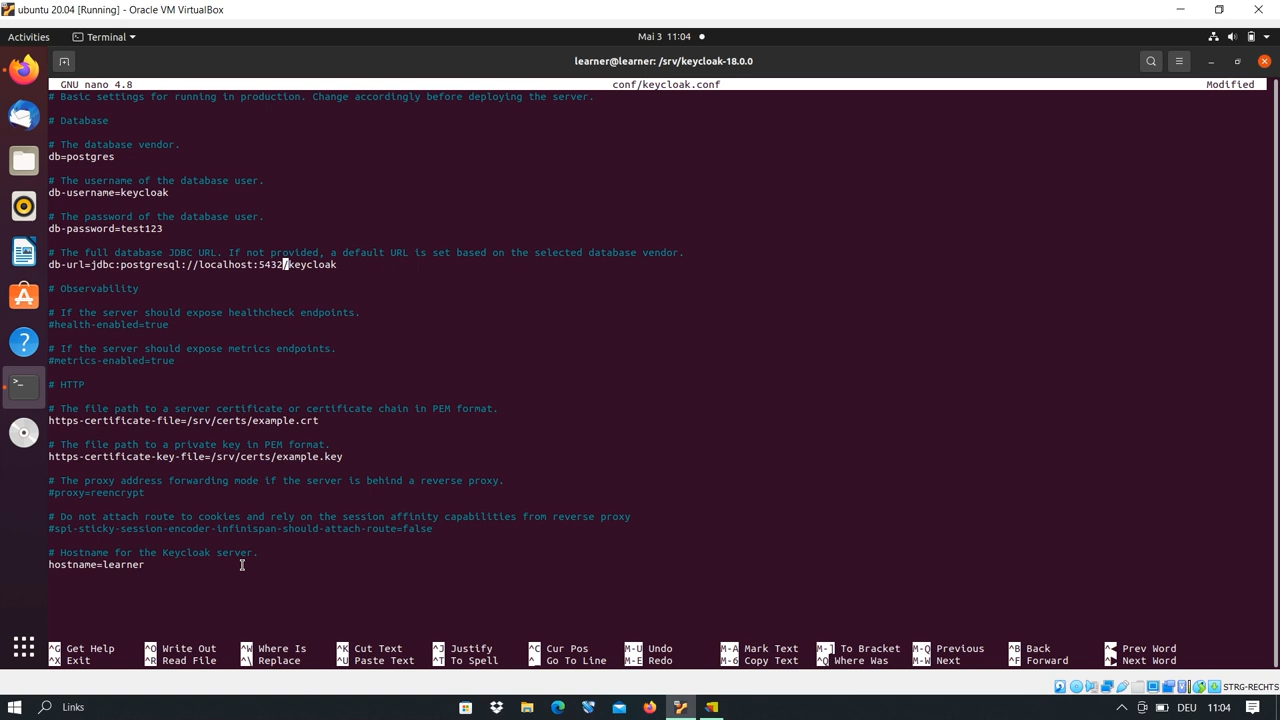 ubuntu 20.04 [Running] - Oracle VM VirtualBox
Activities
Terminal
Mai 3 11:04
learner@learner: /srv/keycloak-18.0.0
GNU nano 4.8 conf/keycloak.conf Modified
# Basic settings for running in production. Change accordingly before deploying the server.
# Database
# The database vendor.
db=postgres
# The username of the database user.
db-username=keycloak
# The password of the database user.
db-password=test123
# The full database JDBC URL. If not provided, a default URL is set based on the selected database vendor.
db-url=jdbc:postgresql://localhost:5432/keycloak
# Observability
# If the server should expose healthcheck endpoints.
#health-enabled=true
# If the server should expose metrics endpoints.
#metrics-enabled=true
# HTTP
# The file path to a server certificate or certificate chain in PEM format.
https-certificate-file=/srv/certs/example.crt
# The file path to a private key in PEM format.
https-certificate-key-file=/srv/certs/example.key
# The proxy address forwarding mode if the server is behind a reverse proxy.
#proxy=reencrypt
# Do not attach route to cookies and rely on the session affinity capabilities from reverse proxy
#spi-sticky-session-encoder-infinispan-should-attach-route=false
# Hostname for the Keycloak server.
hostname=learner
^G Get Help ^O Write Out ^W Where Is ^K Cut Text ^J Justify ^C Cur Pos M-U Undo M-A Mark Text M-] To Bracket M-Q Previous ^B Back Prev Word
^X Exit ^R Read File ^\ Replace ^U Paste Text ^T To Spell ^_ Go To Line M-E Redo M-6 Copy Text ^Q Where Was M-W Next ^F Forward Next Word
STRG-RECHTS
Links
DEU
11:04